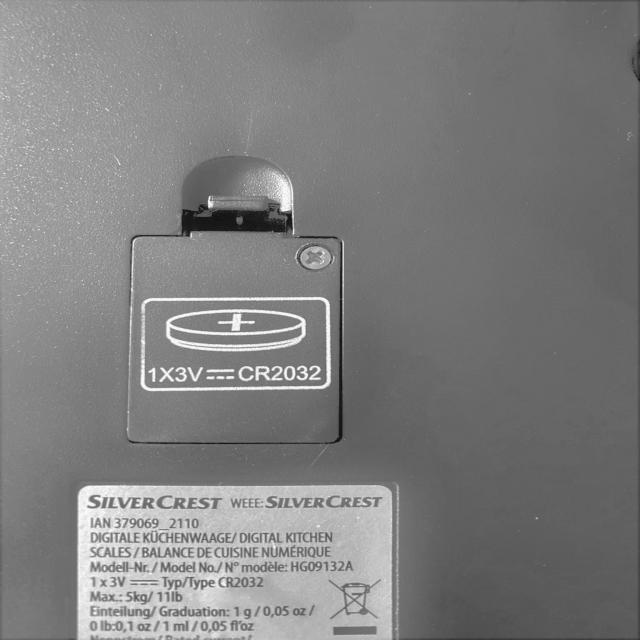 1X3V CR2032
SILVERCREST WEEE: SILVERCREST
IAN 379069_2110
DIGITALE KÜCHENWAAGE/ DIGITAL KITCHEN
SCALES / BALANCE DE CUISINE NUMÉRIQUE
Modell-Nr. / Model No./ N° modèle: HG09132A
1 x 3V Typ/Type CR2032
Max.: 5kg/ 11lb
Einteilung/ Graduation: 1 g / 0,05 oz /
0 lb:0,1 oz / 1 ml / 0,05 fl'oz